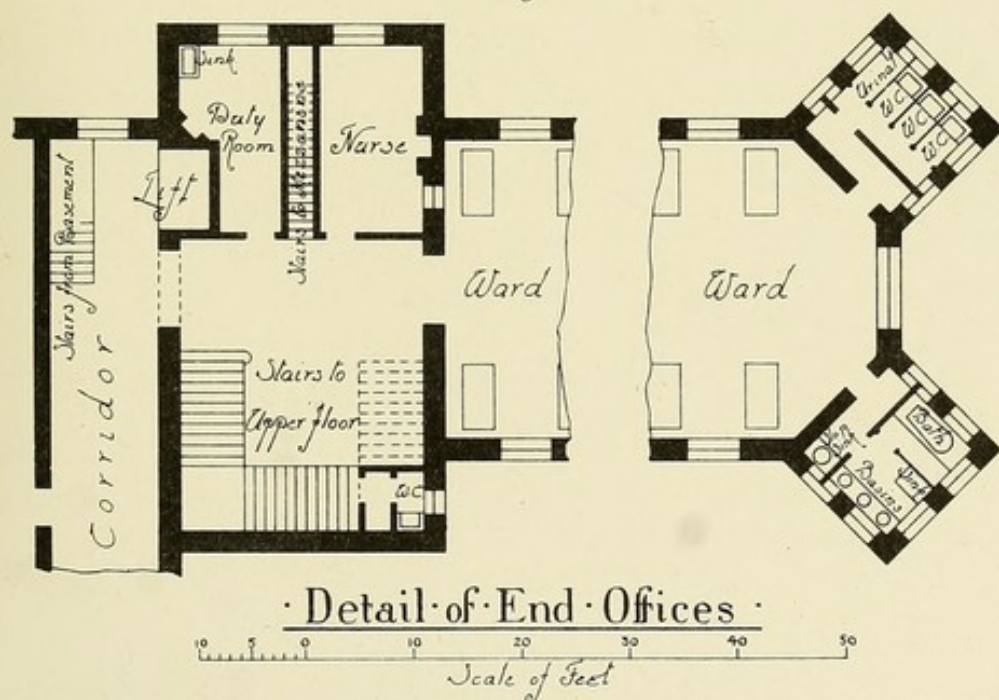 Sink
Duty
Room
Nurse
Lift
Stairs from Basement
Corridor
Stairs to
Upper floor
WC
Ward
Ward
Urinal
WC
WC
WC
Bath
Sink
Basins
· Detail · of · End · Offices ·
10 5 0 10 20 30 40 50
Scale of Feet